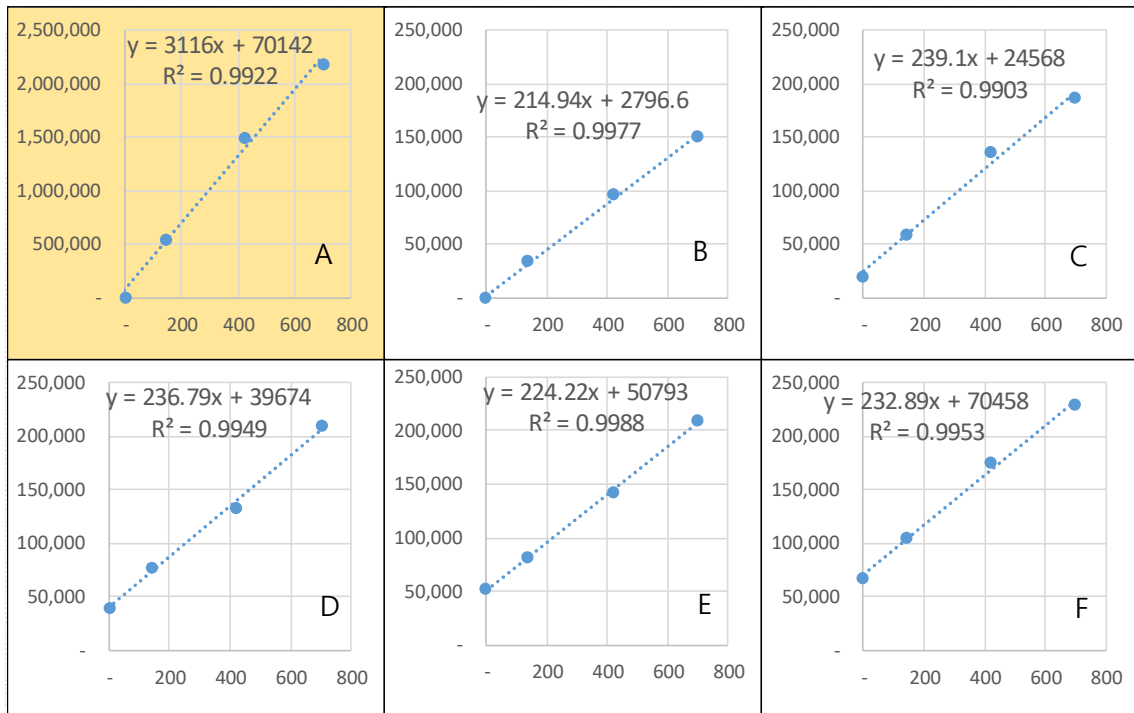 2,500,000
2,000,000
1,500,000
1,000,000
500,000
-
y = 3116x + 70142
R² = 0.9922
A
- 200 400 600 800
250,000
200,000
150,000
100,000
50,000
-
y = 214.94x + 2796.6
R² = 0.9977
B
- 200 400 600 800
250,000
200,000
150,000
100,000
50,000
-
y = 239.1x + 24568
R² = 0.9903
C
- 200 400 600 800
250,000
200,000
150,000
100,000
50,000
-
y = 236.79x + 39674
R² = 0.9949
D
- 200 400 600 800
250,000
200,000
150,000
100,000
50,000
-
y = 224.22x + 50793
R² = 0.9988
E
- 200 400 600 800
250,000
200,000
150,000
100,000
50,000
-
y = 232.89x + 70458
R² = 0.9953
F
- 200 400 600 800